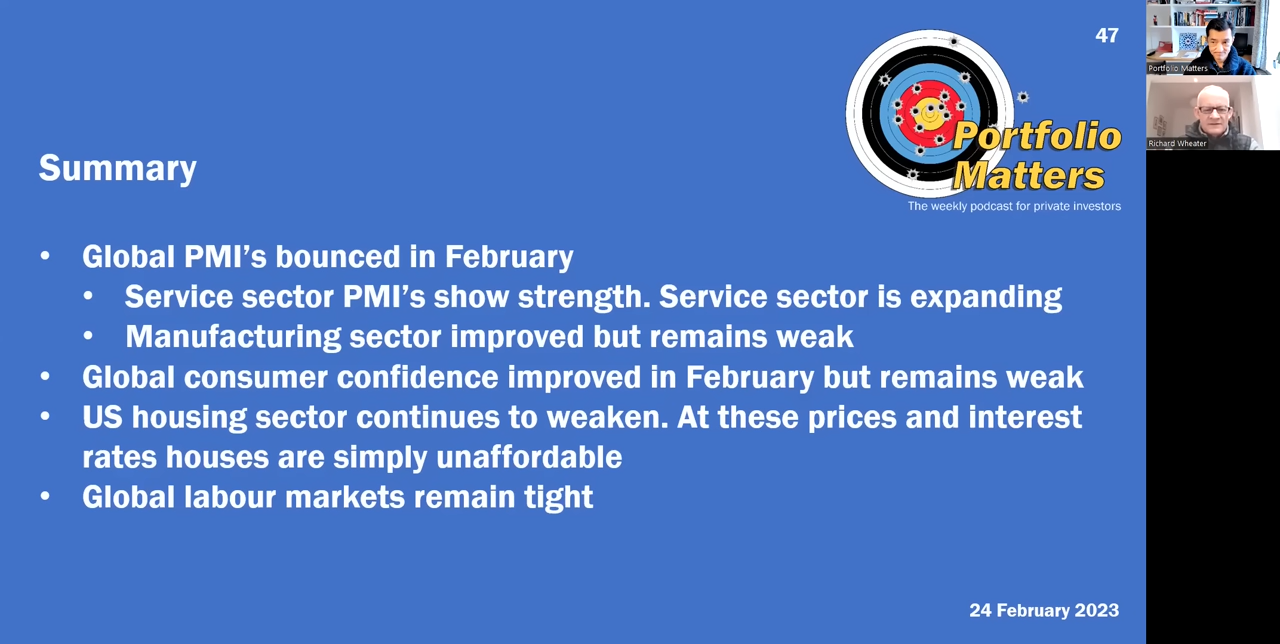 47
Portfolio
Matters
The weekly podcast for private investors
Summary
• Global PMI’s bounced in February
• Service sector PMI’s show strength. Service sector is expanding
• Manufacturing sector improved but remains weak
• Global consumer confidence improved in February but remains weak
• US housing sector continues to weaken. At these prices and interest
rates houses are simply unaffordable
• Global labour markets remain tight
24 February 2023
Portfolio Matters
Richard Wheater